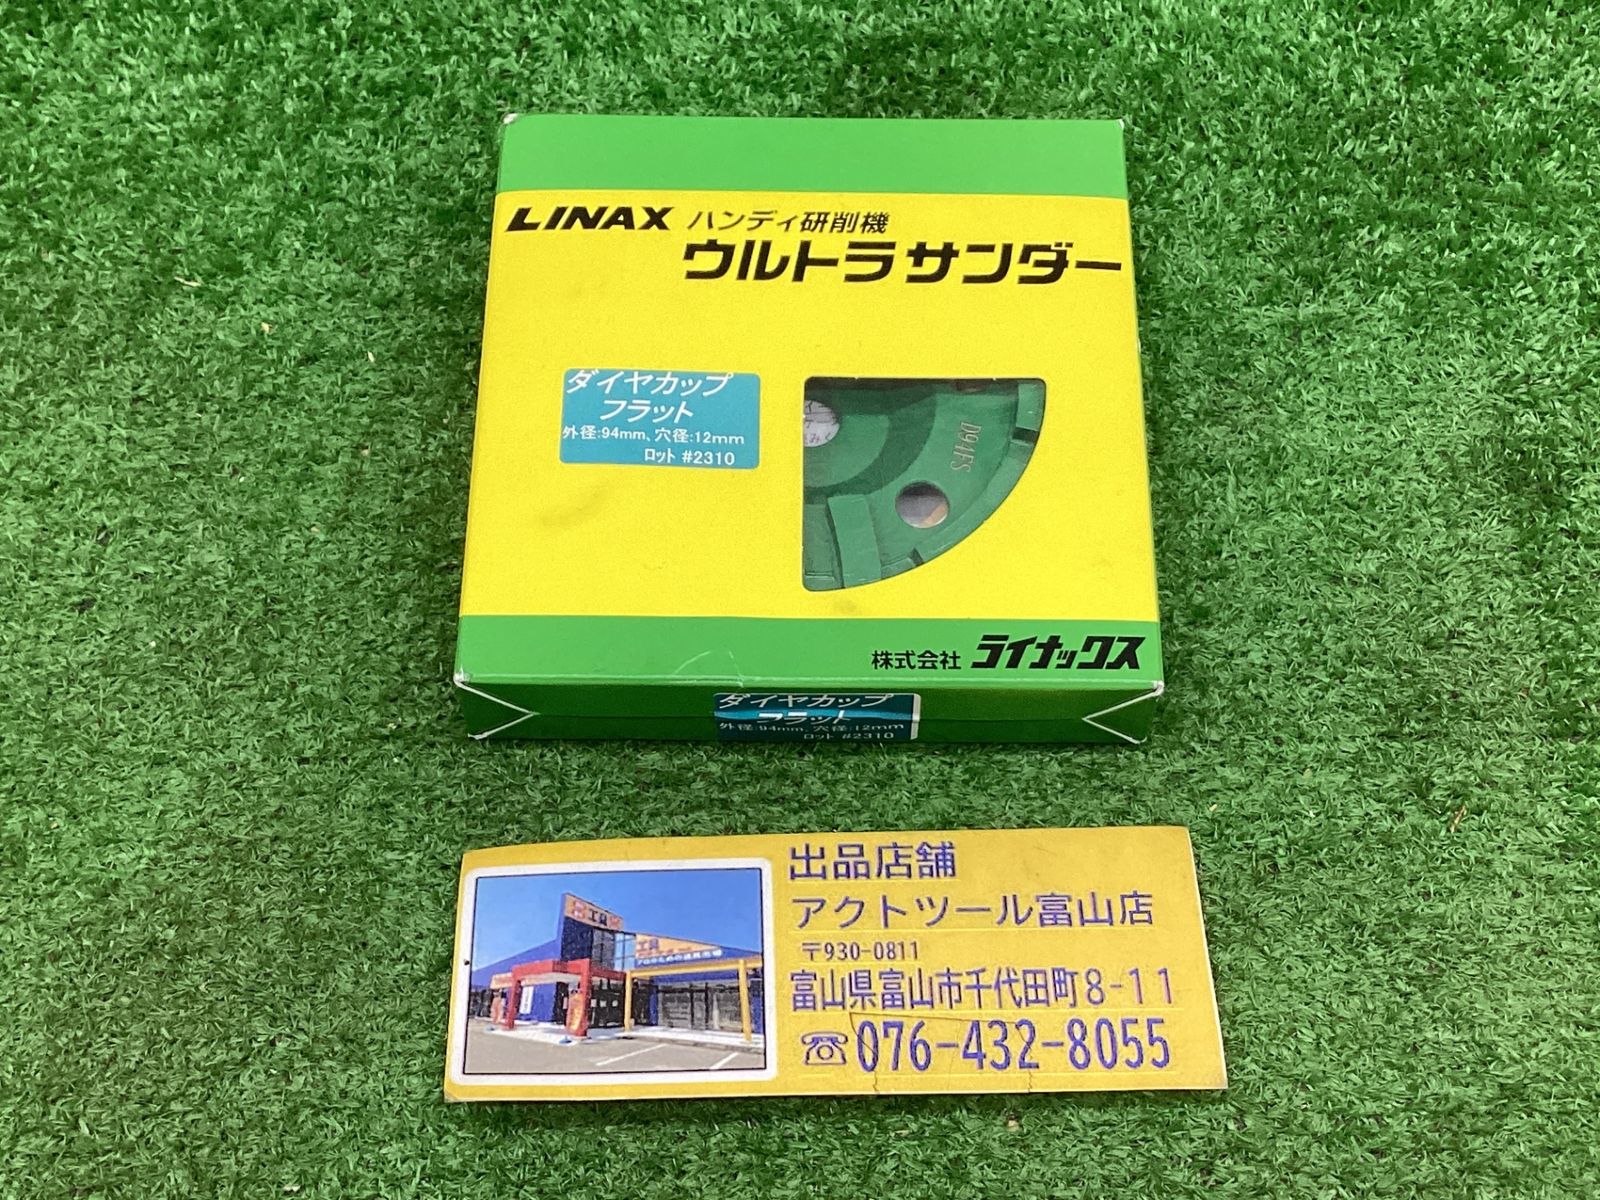 LINAX ハンディ研削機
ウルトラサンダー
ダイヤカップ
フラット
外径:94mm、穴径:12mm
ロット #2310
D94FS
株式会社 ライナックス
ダイヤカップ
フラット
外径:94mm、穴径:12mm
ロット #2310
出品店舗
アクトツール富山店
〒930-0811
富山県富山市千代田町8-11
☎076-432-8055
工具
工具